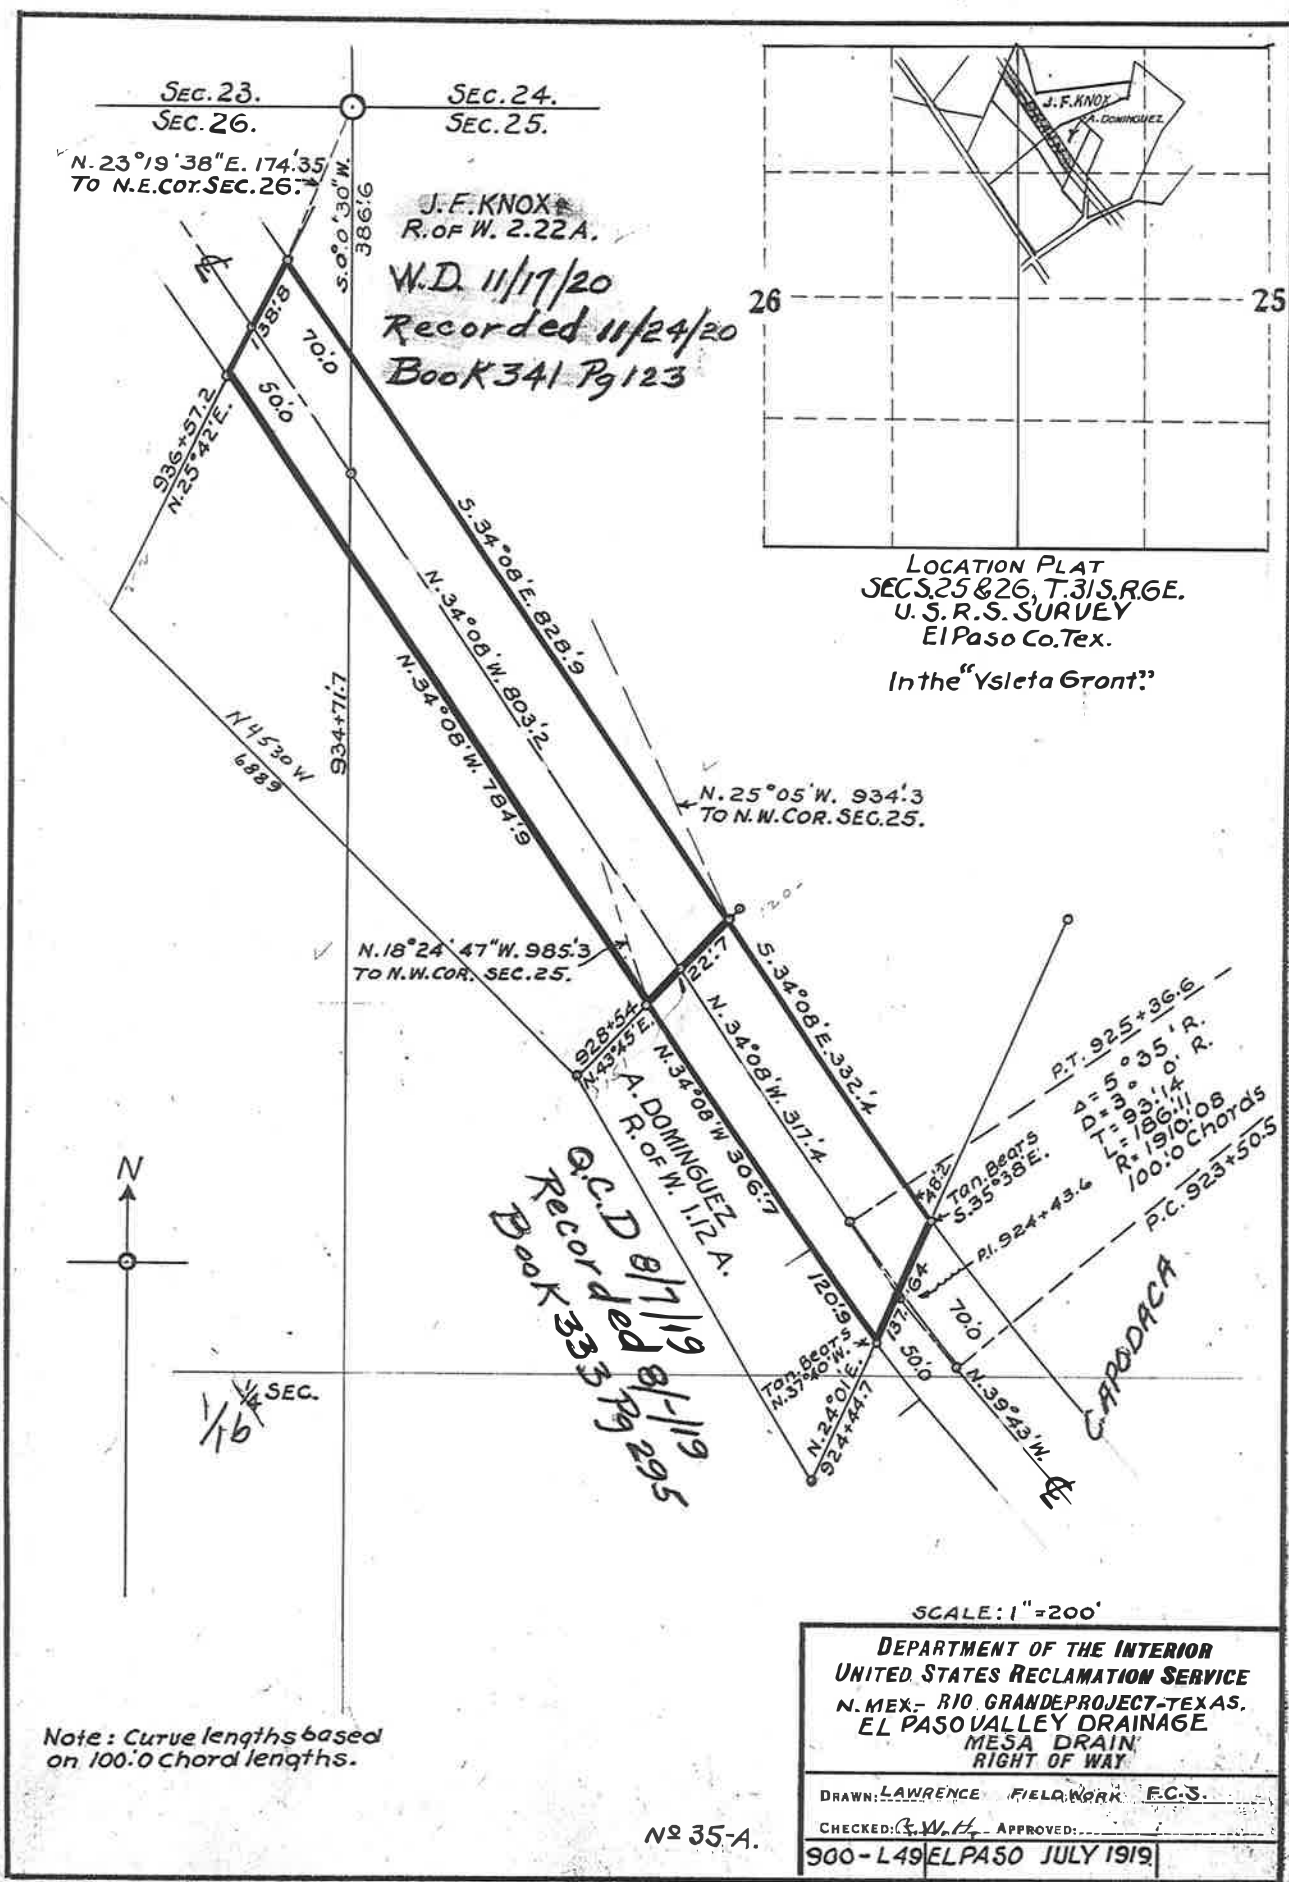 SEC. 23.
SEC. 24.
SEC. 26.
SEC. 25.
N. 23°19'38"E. 174'.35
TO N.E. COT. SEC. 26.
S. 0°0'30" W.
386'.6
J. F. KNOX
R. OF W. 2.22 A.
W.D. 11/17/20
Recorded 11/24/20
Book 341 Pg 123
℄
138'.8
70'.0
50'.0
936+57.2
N. 25°42'E.
S. 34°08'E. 828'.9
N. 34°08'W. 803'.2
N. 34°08'W. 784'.9
934+71.7
N 45 30 W
6889
J. F. KNOX
A. DOMINGUEZ
DRAIN
26
25
LOCATION PLAT
SECS. 25 & 26, T. 31 S. R. 6 E.
U. S. R. S. SURVEY
El Paso Co. Tex.
In the "Ysleta Grant."
N. 25°05'W. 934'.3
TO N.W. COR. SEC. 25.
120
N. 18°24'47"W. 985'.3
TO N.W. COR. SEC. 25.
122'.7
928+54
N. 43°45'E.
S. 34°08'E. 332'.4
N. 34°08'W. 317'.4
N. 34°08'W 306'.7
A. DOMINGUEZ
R. OF W. 1.12 A.
Q.C.D 8/7/19
Recorded 8/-/19
Book 333 Pg 295
P.T. 925+36.6
Δ = 5°35' R.
D = 3°0' R.
T = 93'.14
L = 186'.11
R = 1910'.08
100'.0 Chords
P.C. 923+50.5
Tan. Bears
S. 35°38'E.
48'.2
P.I. 924+43.6
137'.64
120'.9
Tan. Bears
N. 37°40'W.
70'.0
50'.0
N. 24°01'E.
924+44.7
N. 39°43'W.
℄
C. APODACA
N
1/4 SEC.
1/16
SCALE: 1"=200'
DEPARTMENT OF THE INTERIOR
UNITED STATES RECLAMATION SERVICE
N. MEX.- RIO GRANDE PROJECT-TEXAS.
EL PASO VALLEY DRAINAGE
MESA DRAIN
RIGHT OF WAY
DRAWN: LAWRENCE FIELD WORK F.C.S.
CHECKED: APPROVED:
900-L49 EL PASO JULY 1919
Note: Curve lengths based
on 100'.0 Chord lengths.
Nº 35-A.